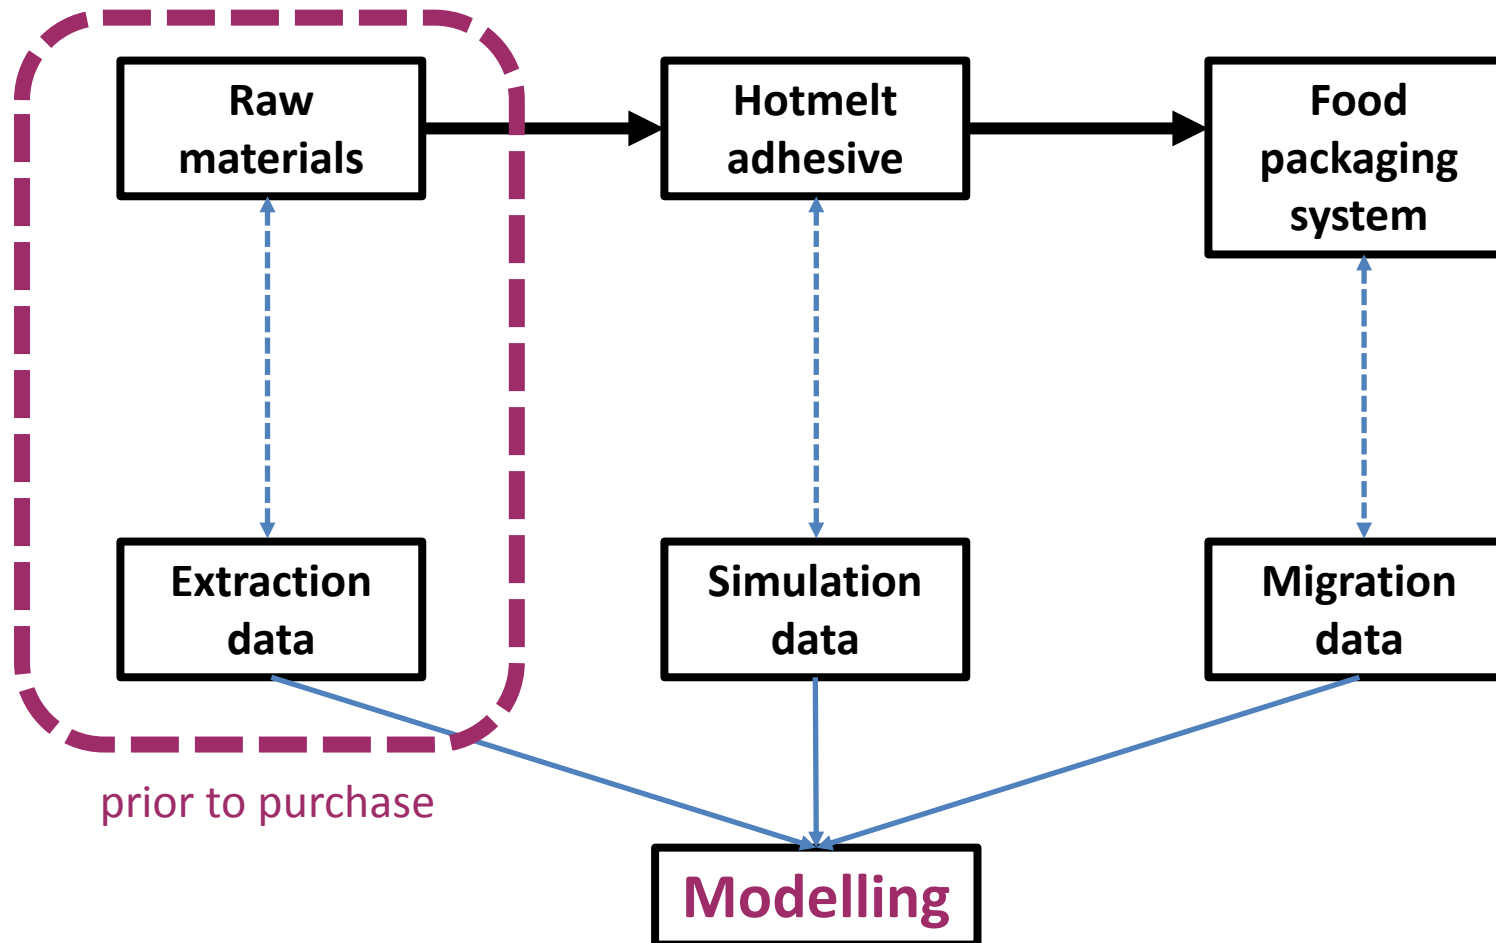 Raw
materials
Hotmelt
adhesive
Food
packaging
system
Extraction
data
Simulation
data
Migration
data
prior to purchase
Modelling